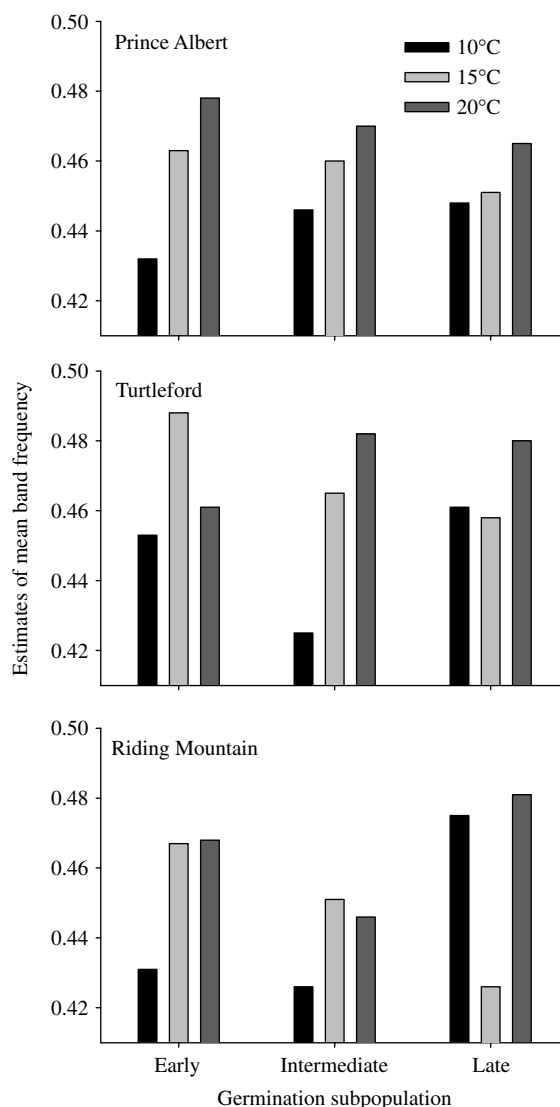 0.50
Prince Albert
10°C
15°C
20°C
0.48
0.46
0.44
0.42
0.50
Turtleford
0.48
0.46
0.44
0.42
Estimates of mean band frequency
0.50
Riding Mountain
0.48
0.46
0.44
0.42
Early Intermediate Late
Germination subpopulation